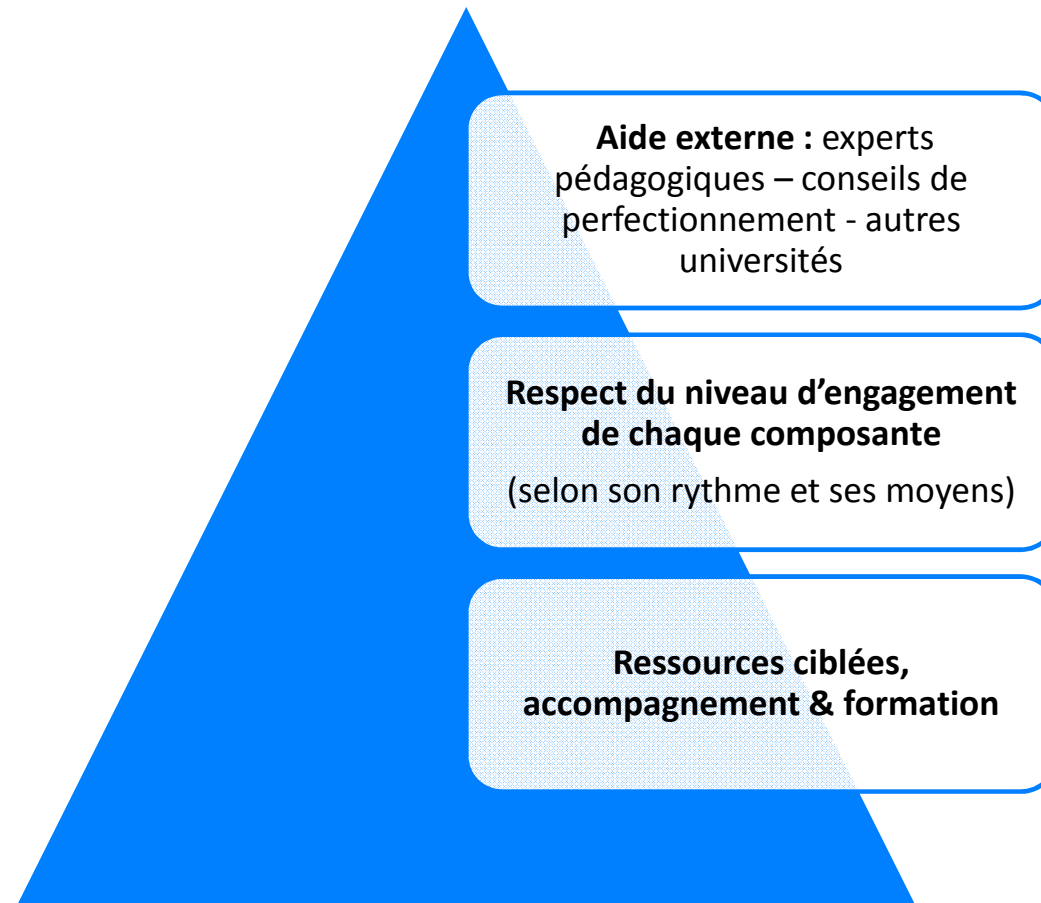 Aide externe : experts
pédagogiques – conseils de
perfectionnement - autres
universités
Respect du niveau d’engagement
de chaque composante
(selon son rythme et ses moyens)
Ressources ciblées,
accompagnement & formation